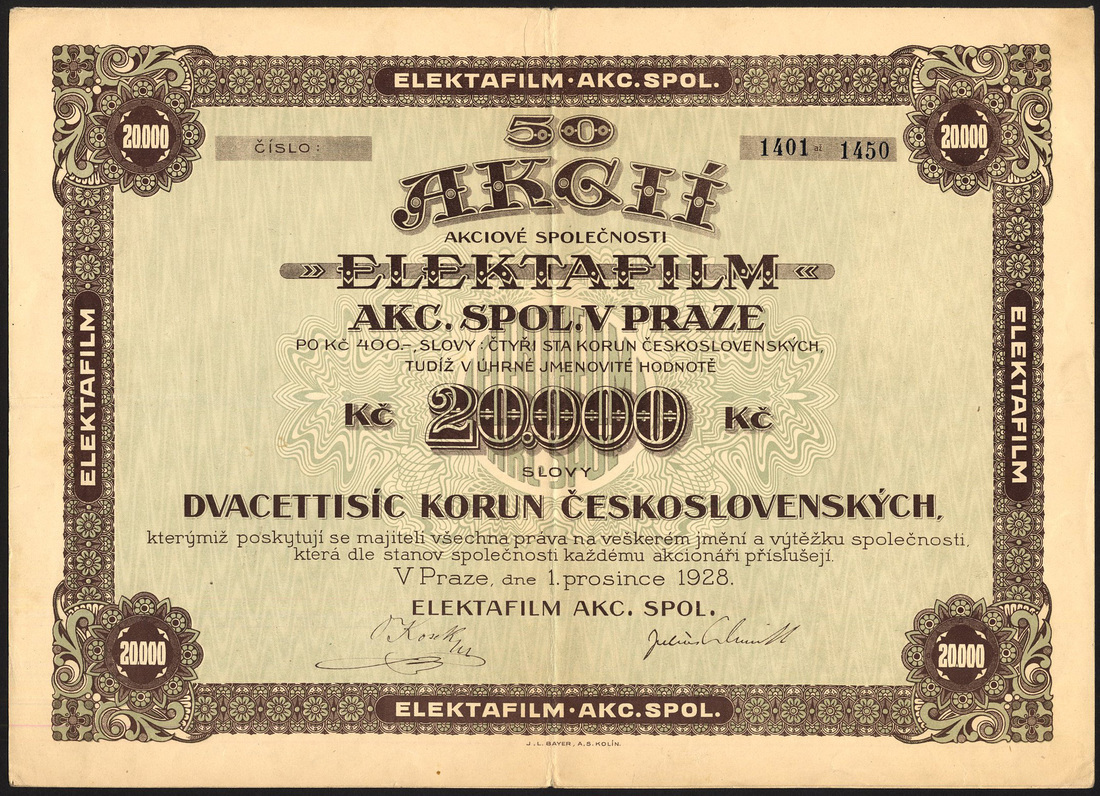 ELEKTAFILM · AKC. SPOL.
20.000
20.000
50
ČÍSLO:
1401 až 1450
AKCIÍ
AKCIOVÉ SPOLEČNOSTI
ELEKTAFILM
AKC. SPOL. V PRAZE
PO Kč 400.-, SLOVY: ČTYŘI STA KORUN ČESKOSLOVENSKÝCH,
TUDÍŽ V ÚHRNÉ JMENOVITÉ HODNOTĚ
ELEKTAFILM
ELEKTAFILM
Kč 20.000 Kč
SLOVY
DVACETTISÍC KORUN ČESKOSLOVENSKÝCH,
kterýmiž poskytují se majiteli všechna práva na veškerém jmění a výtěžku společnosti,
která dle stanov společnosti každému akcionáři příslušejí.
V Praze, dne 1. prosince 1928.
ELEKTAFILM AKC. SPOL.
20.000
20.000
ELEKTAFILM · AKC. SPOL.
J. L. BAYER, A. S. KOLÍN.